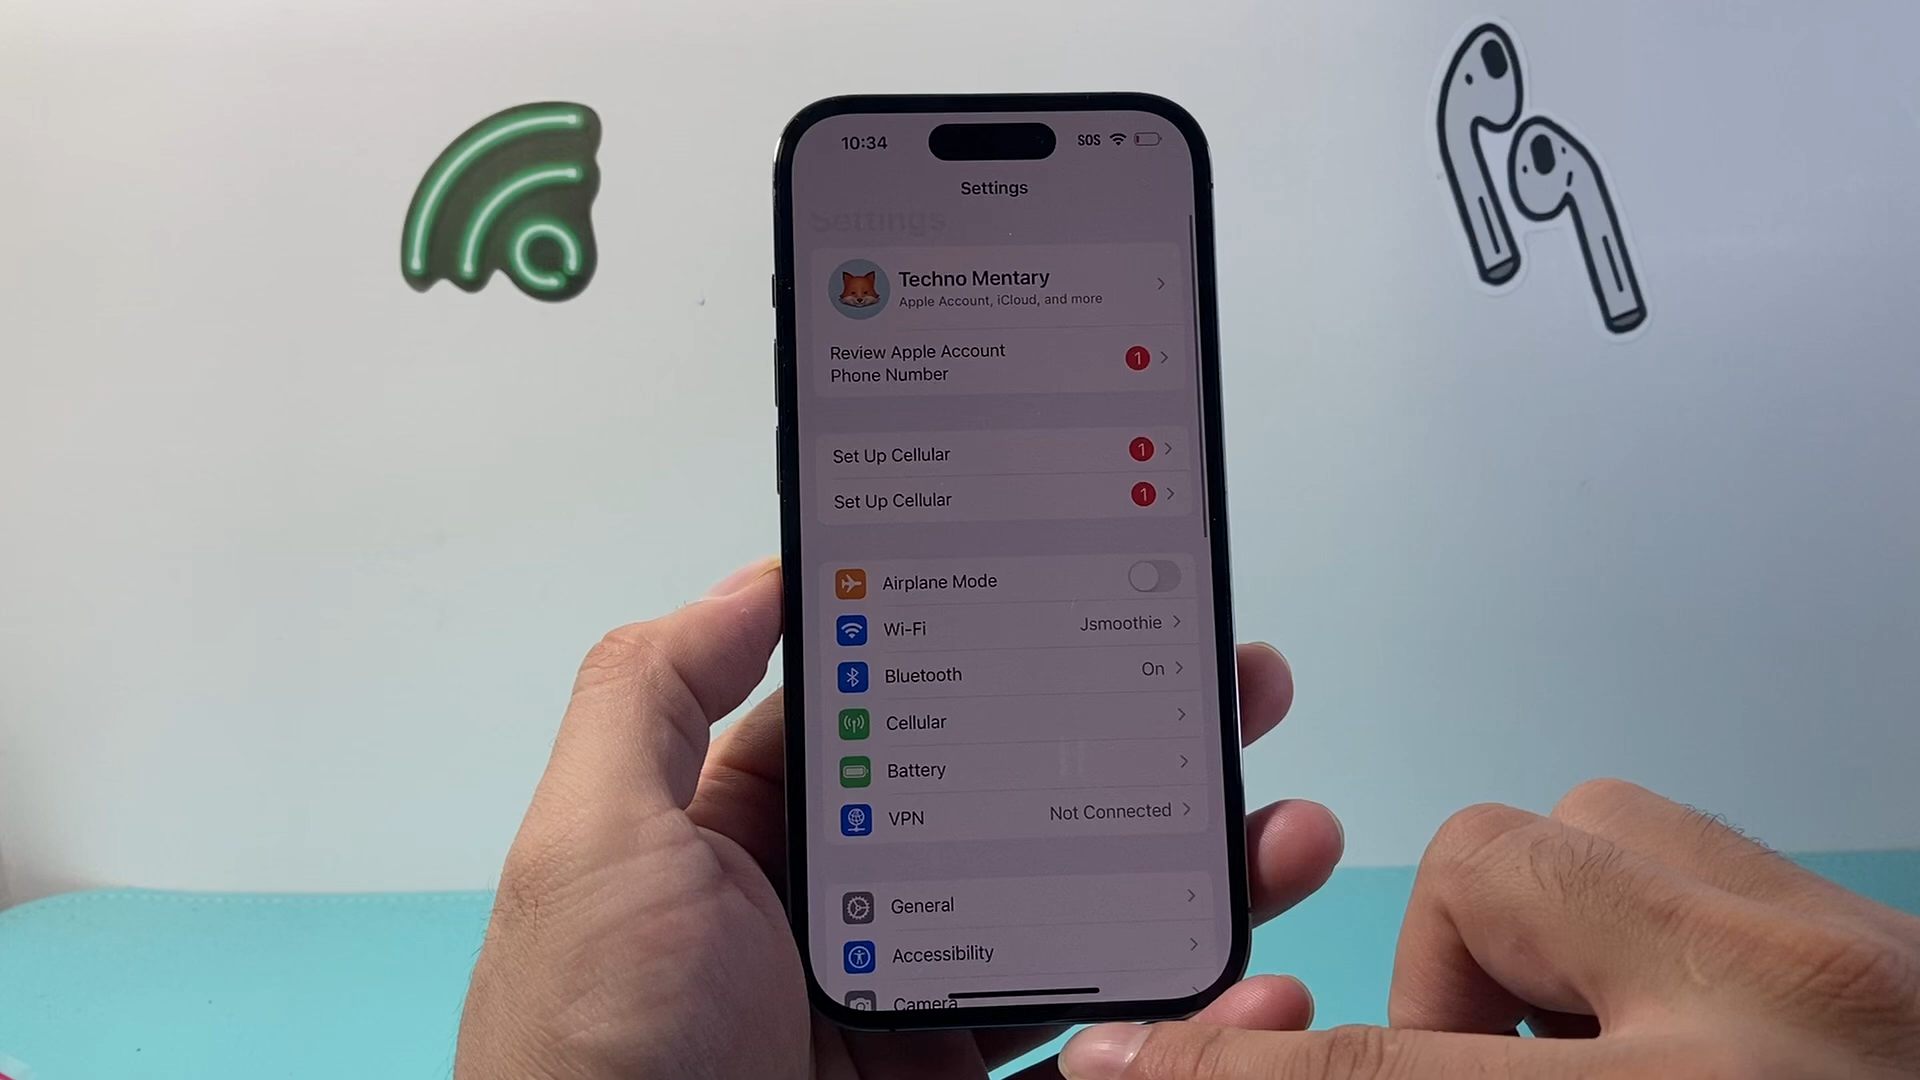 10:34
SOS
Settings
Settings
Techno Mentary
Apple Account, iCloud, and more
Review Apple Account
Phone Number
1
Set Up Cellular
1
Set Up Cellular
1
Airplane Mode
Wi-Fi
Jsmoothie
Bluetooth
On
Cellular
Battery
VPN
Not Connected
General
Accessibility
Camera